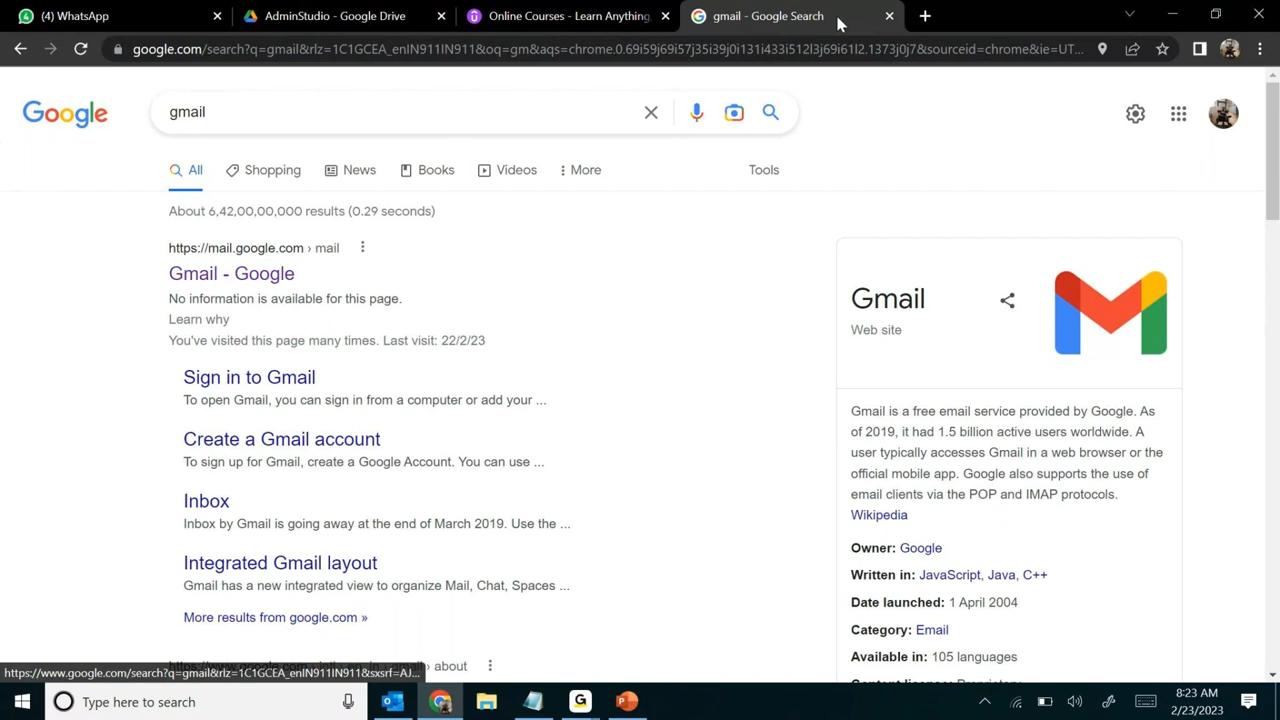 (4) WhatsApp
AdminStudio - Google Drive
Online Courses - Learn Anything,
gmail - Google Search
google.com/search?q=gmail&rlz=1C1GCEA_enIN911IN911&oq=gm&aqs=chrome.0.69i59j69i57j35i39j0i131i433i512l3j69i61l2.1373j0j7&sourceid=chrome&ie=UT...
Google
gmail
All
Shopping
News
Books
Videos
More
Tools
About 6,42,00,00,000 results (0.29 seconds)
https://mail.google.com › mail
Gmail - Google
No information is available for this page.
Learn why
You've visited this page many times. Last visit: 22/2/23
Sign in to Gmail
To open Gmail, you can sign in from a computer or add your ...
Create a Gmail account
To sign up for Gmail, create a Google Account. You can use ...
Inbox
Inbox by Gmail is going away at the end of March 2019. Use the ...
Integrated Gmail layout
Gmail has a new integrated view to organize Mail, Chat, Spaces ...
More results from google.com »
› about
Gmail
Web site
Gmail is a free email service provided by Google. As
of 2019, it had 1.5 billion active users worldwide. A
user typically accesses Gmail in a web browser or the
official mobile app. Google also supports the use of
email clients via the POP and IMAP protocols.
Wikipedia
Owner: Google
Written in: JavaScript, Java, C++
Date launched: 1 April 2004
Category: Email
Available in: 105 languages
https://www.google.com/search?q=gmail&rlz=1C1GCEA_enIN911IN911&sxsrf=AJ...
Type here to search
G
8:23 AM
2/23/2023